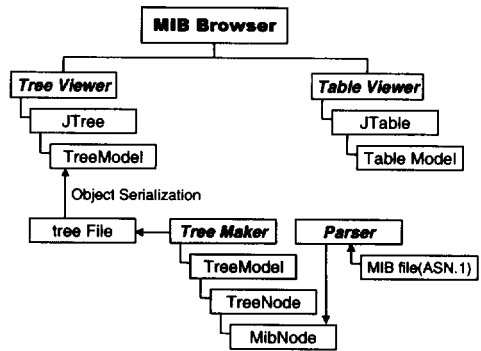 MIB Browser
Tree Viewer
Table Viewer
JTree
JTable
TreeModel
Table Model
Object Serialization
tree File
Tree Maker
Parser
TreeModel
MIB file(ASN.1)
TreeNode
MibNode